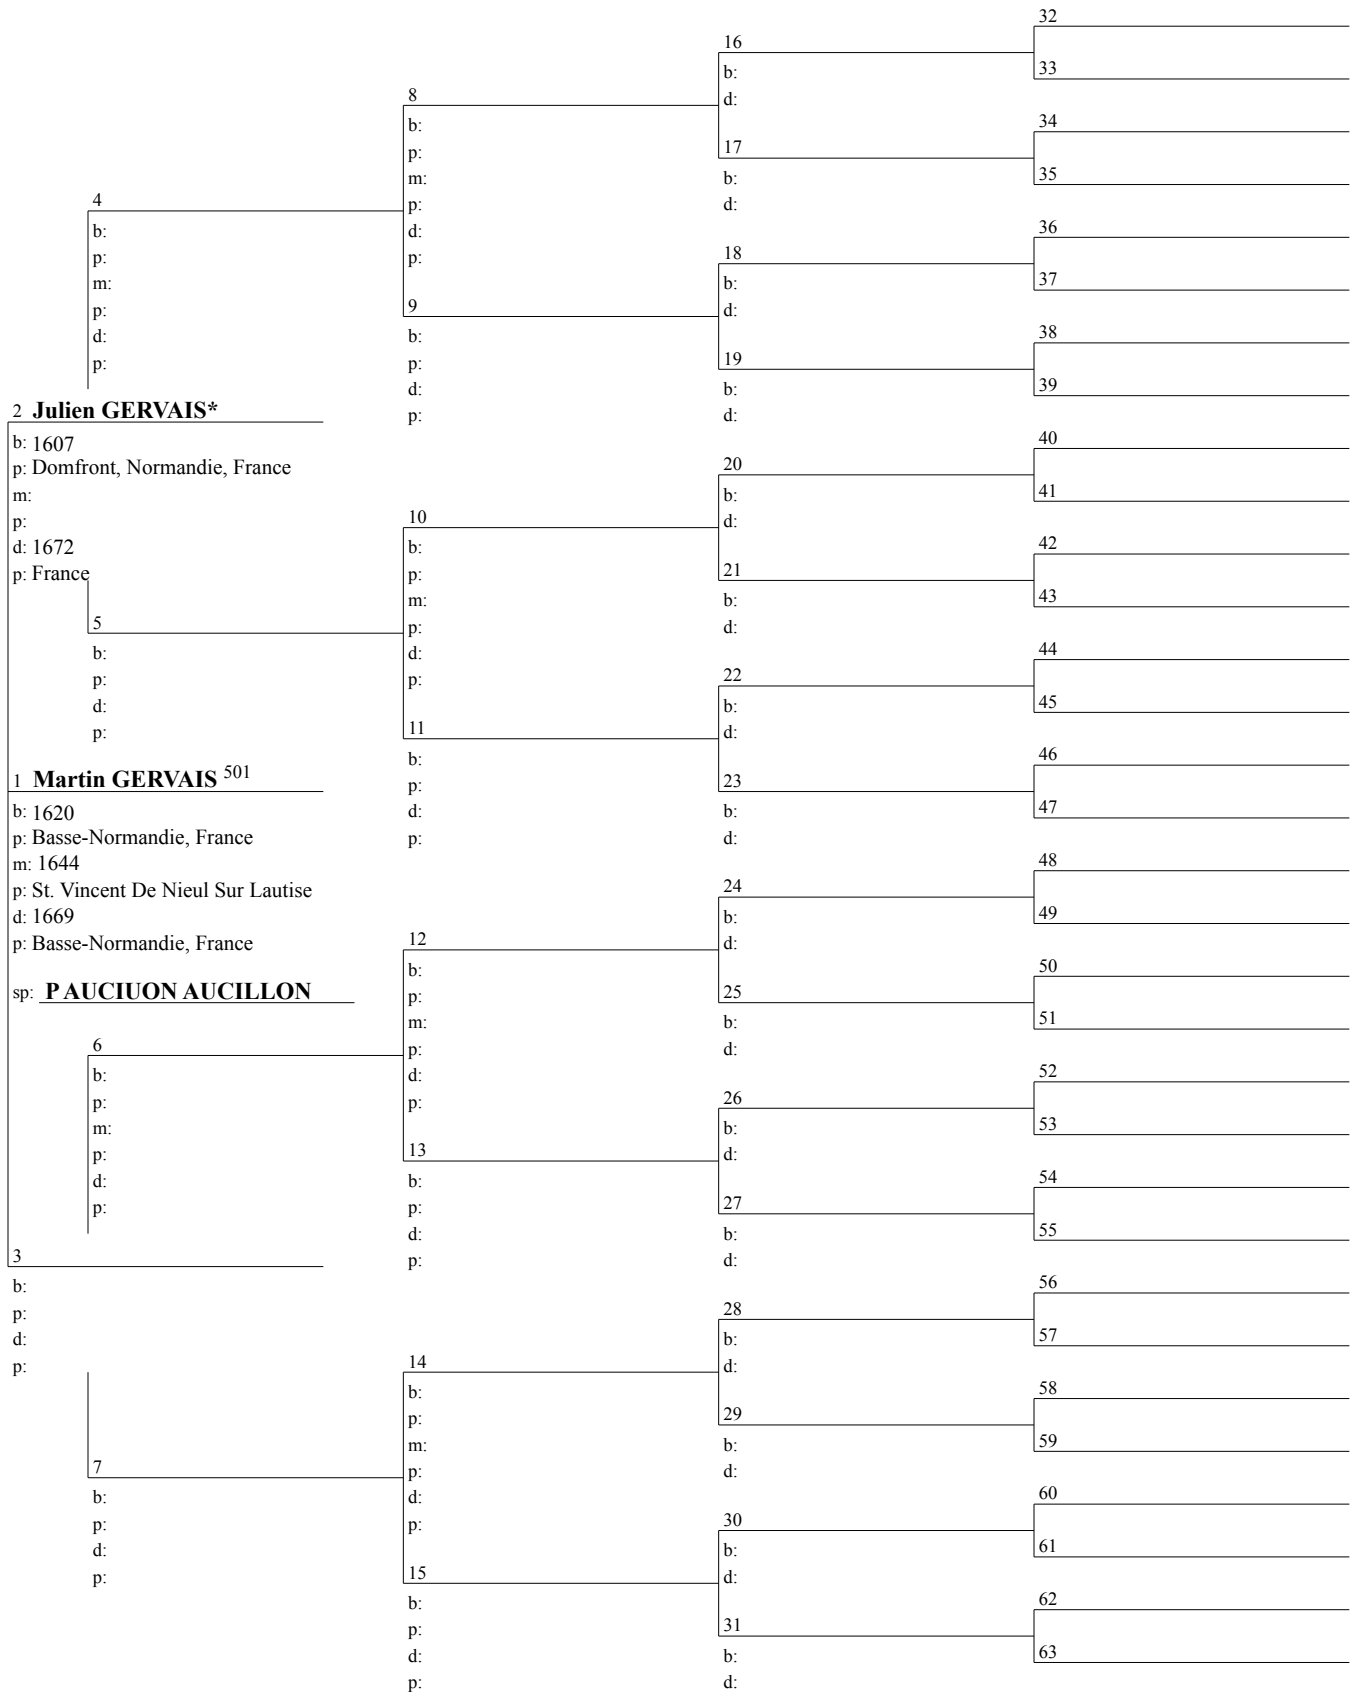 32
16
b:
33
d:
8
b:
34
p:
17
35
m:
b:
4
p:
d:
b:
d:
36
p:
p:
18
m:
b:
37
p:
9
d:
d:
b:
38
p:
p:
19
39
d:
b:
2 Julien GERVAIS*
p:
d:
b: 1607
40
p: Domfront, Normandie, France
20
m:
b:
41
p:
10
d:
d: 1672
b:
42
p: France
p:
21
43
m:
b:
5
p:
d:
b:
d:
44
p:
p:
22
d:
b:
45
p:
11
d:
b:
46
1 Martin GERVAIS 501
p:
23
47
b: 1620
d:
b:
p: Basse-Normandie, France
p:
d:
m: 1644
48
p: St. Vincent De Nieul Sur Lautise
24
d: 1669
b:
49
p: Basse-Normandie, France
12
d:
b:
50
sp: P AUCIUON AUCILLON
p:
25
51
m:
b:
6
p:
d:
b:
d:
52
p:
p:
26
m:
b:
53
p:
13
d:
d:
b:
54
p:
p:
27
55
d:
b:
3
p:
d:
b:
56
p:
28
d:
b:
57
p:
14
d:
b:
58
p:
29
59
m:
b:
7
p:
d:
b:
d:
60
p:
p:
30
d:
b:
61
p:
15
d:
b:
62
p:
31
63
d:
b:
p:
d: